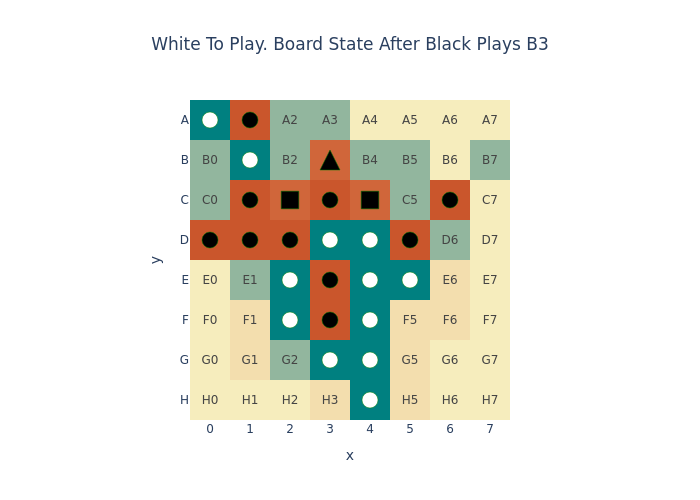 White To Play. Board State After Black Plays B3
A A2 A3 A4 A5 A6 A7
B B0 B2 B4 B5 B6 B7
C C0 C5 C7
D D6 D7
E E0 E1 E6 E7
F F0 F1 F5 F6 F7
G G0 G1 G2 G5 G6 G7
H H0 H1 H2 H3 H5 H6 H7
0 1 2 3 4 5 6 7
x
y